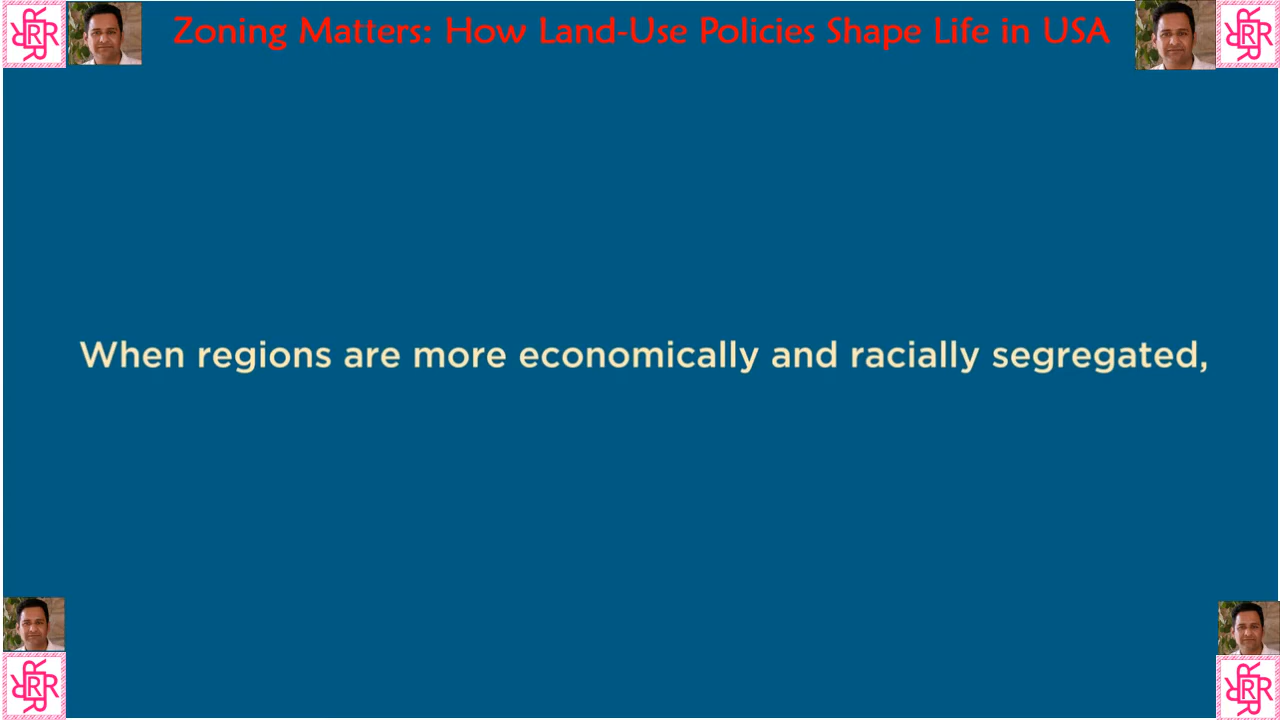 Zoning Matters: How Land-Use Policies Shape Life in USA
When regions are more economically and racially segregated,